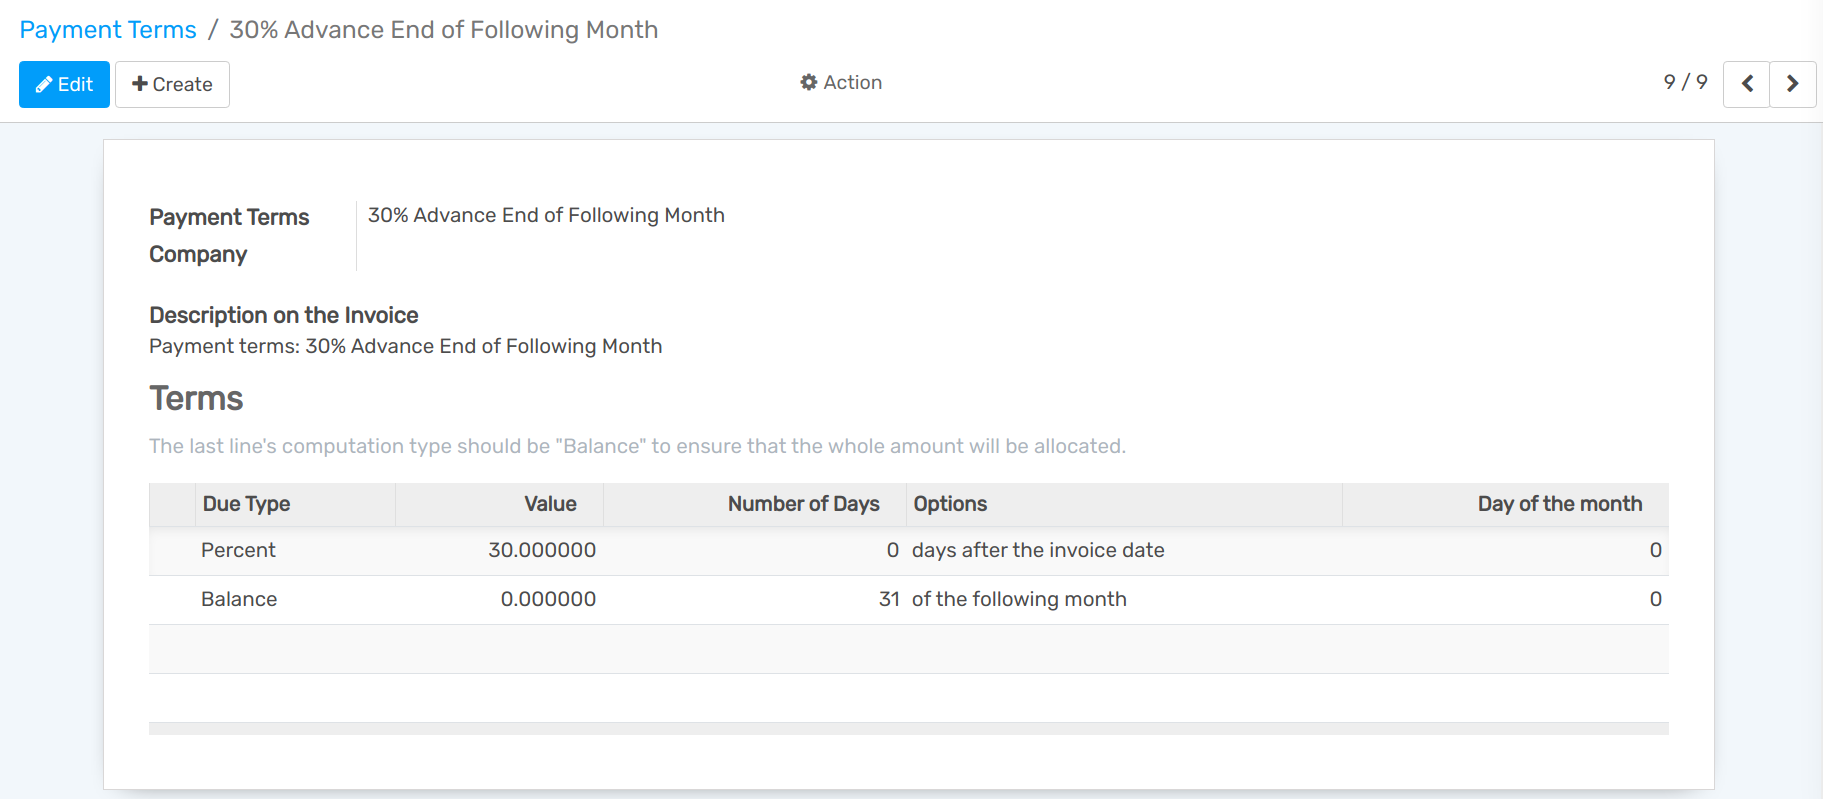 Payment Terms / 30% Advance End of Following Month
Edit Create Action 9 / 9
Payment Terms 30% Advance End of Following Month
Company
Description on the Invoice
Payment terms: 30% Advance End of Following Month
Terms
The last line's computation type should be "Balance" to ensure that the whole amount will be allocated.
Due Type Value Number of Days Options Day of the month
Percent 30.000000 0 days after the invoice date 0
Balance 0.000000 31 of the following month 0